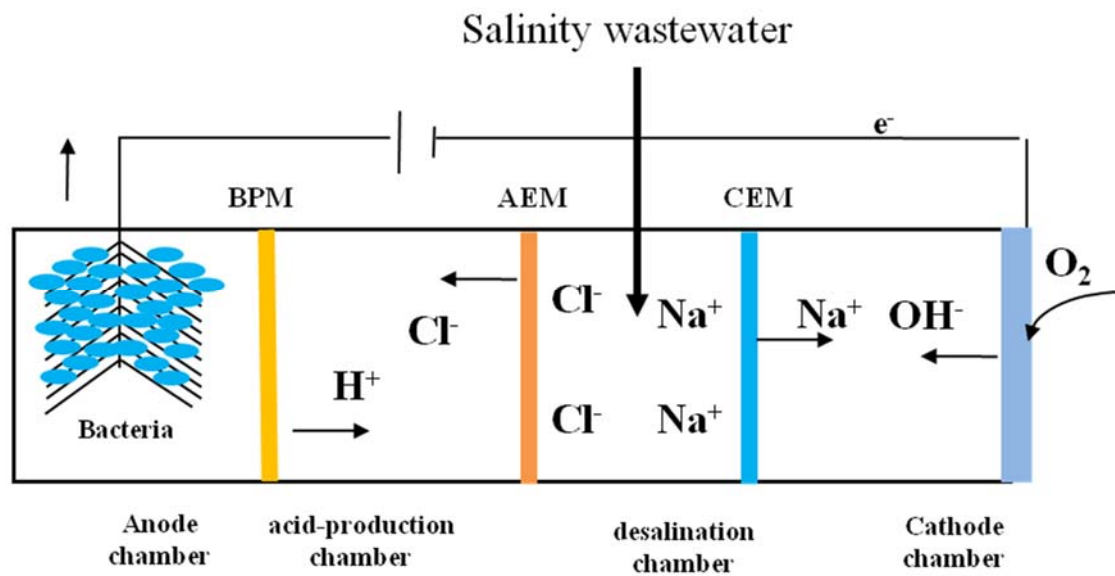 Salinity wastewater
e-
BPM
AEM
CEM
O2
Cl-
Na+
Na+
OH-
Cl-
H+
Cl-
Na+
Bacteria
Anode
chamber
acid-production
chamber
desalination
chamber
Cathode
chamber